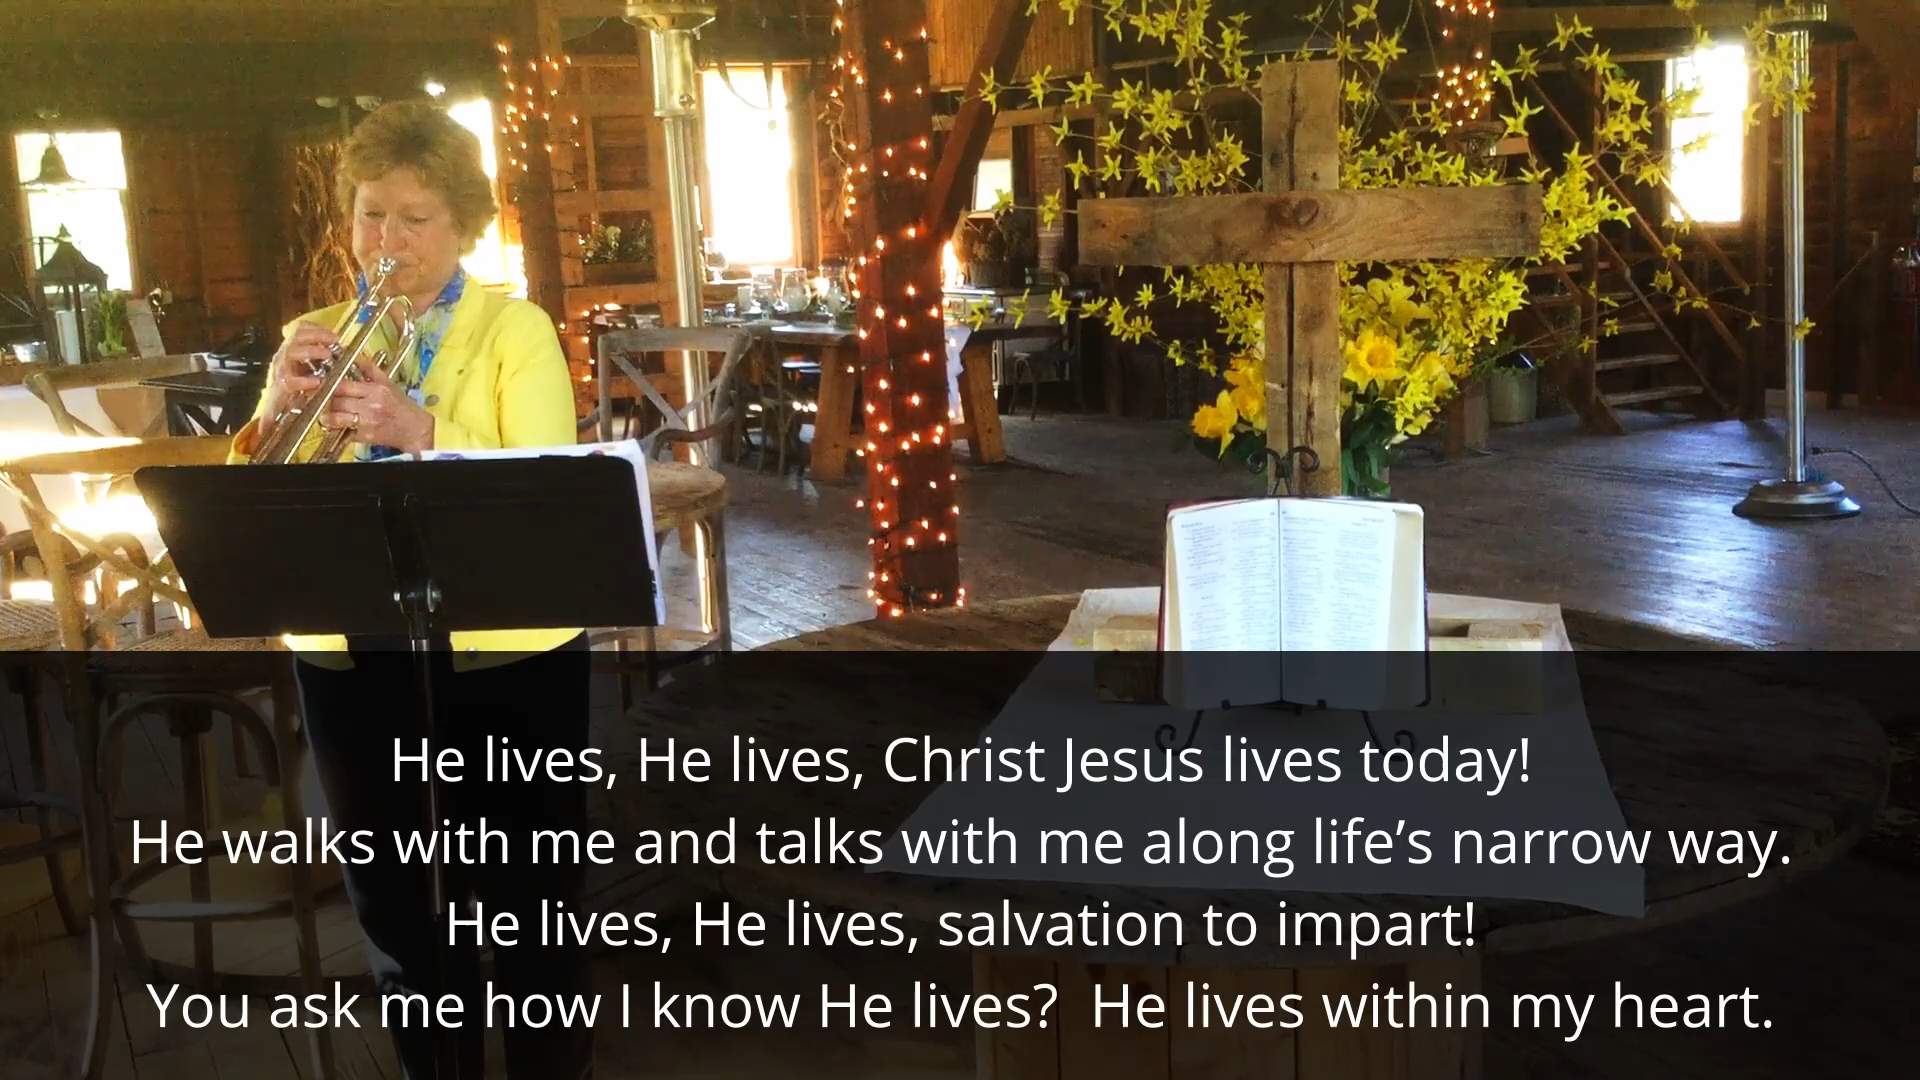 He lives, He lives, Christ Jesus lives today!
He walks with me and talks with me along life’s narrow way.
He lives, He lives, salvation to impart!
You ask me how I know He lives?  He lives within my heart.